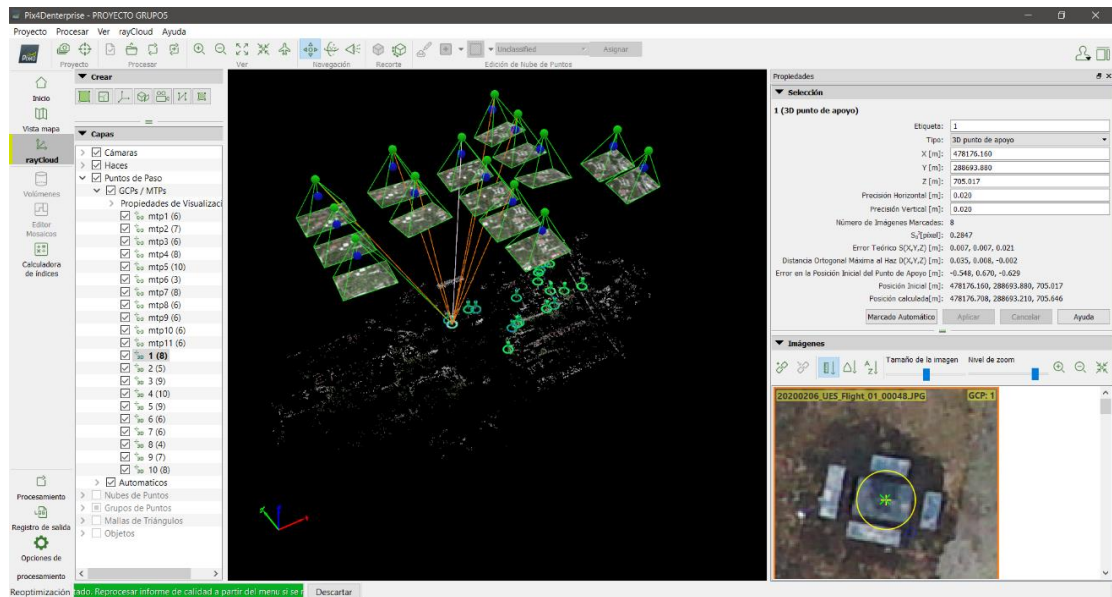 Pix4Denterprise - PROYECTO GRUPOS
Proyecto Procesar Ver rayCloud Ayuda
Unclassified Asignar
Proyecto Procesar Ver Navegación Recorte Edición de Nube de Puntos
Inicio
Vista mapa
rayCloud
Volúmenes
Editor
Mosaicos
Calculadora
de índices
Procesamiento
Registro de salida
Opciones de
procesamiento
Crear
Capas
Cámaras
Haces
Puntos de Paso
GCPs / MTPs
Propiedades de Visualizaci
mtp1 (6)
mtp2 (7)
mtp3 (6)
mtp4 (8)
mtp5 (10)
mtp6 (3)
mtp7 (8)
mtp8 (6)
mtp9 (6)
mtp10 (6)
mtp11 (6)
1 (8)
2 (5)
3 (9)
4 (10)
5 (9)
6 (6)
7 (6)
8 (4)
9 (7)
10 (8)
Automaticos
Nubes de Puntos
Grupos de Puntos
Mallas de Triángulos
Objetos
Propiedades
Selección
1 (3D punto de apoyo)
Etiqueta: 1
Tipo: 3D punto de apoyo
X [m]: 478176.160
Y [m]: 288693.880
Z [m]: 705.017
Precisión Horizontal [m]: 0.020
Precisión Vertical [m]: 0.020
Número de Imágenes Marcadas: 8
S₀²[pixel]: 0.2847
Error Teórico S(X,Y,Z) [m]: 0.007, 0.007, 0.021
Distancia Ortogonal Máxima al Haz D(X,Y,Z) [m]: 0.035, 0.008, -0.002
Error en la Posición Inicial del Punto de Apoyo [m]: -0.548, 0.670, -0.629
Posición Inicial [m]: 478176.160, 288693.880, 705.017
Posición calculada[m]: 478176.708, 288693.210, 705.646
Marcado Automático Aplicar Cancelar Ayuda
Imágenes
Tamaño de la imagen Nivel de zoom
20200206_UES_Flight_01_00048.JPG GCP: 1
Reoptimización zado. Reprocesar informe de calidad a partir del menu si se r Descartar